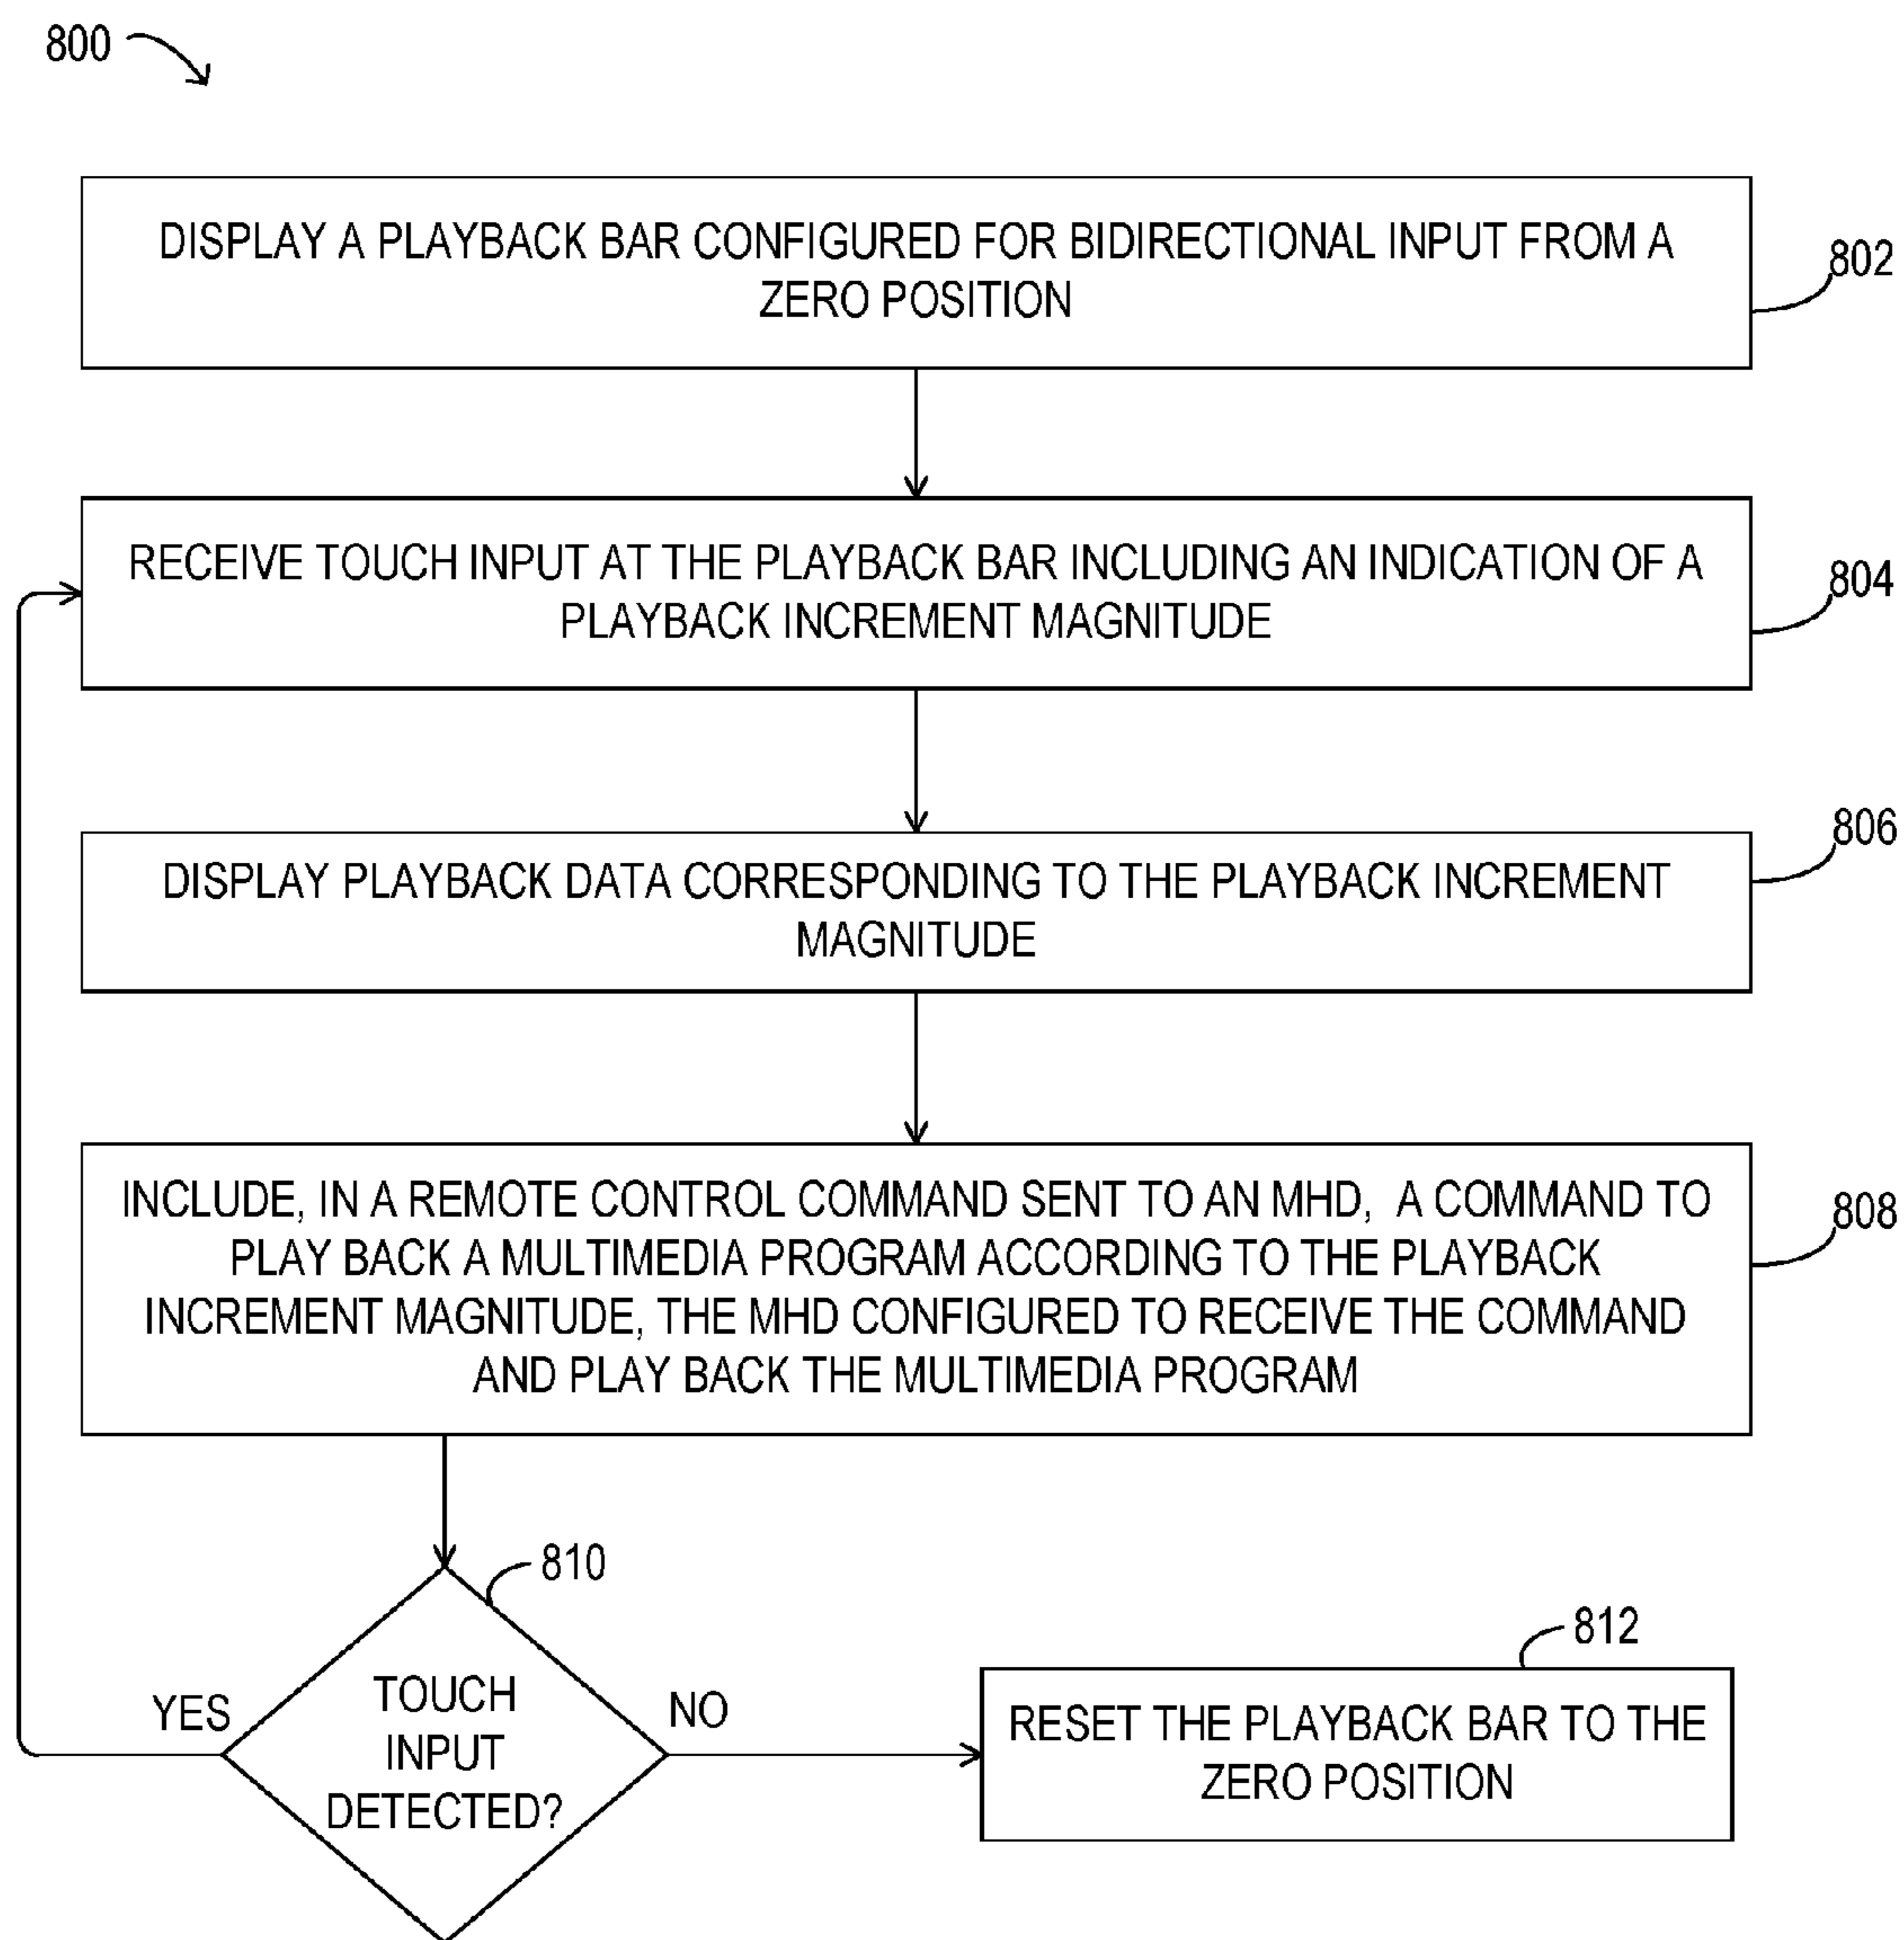 800
DISPLAY A PLAYBACK BAR CONFIGURED FOR BIDIRECTIONAL INPUT FROM A
ZERO POSITION
802
RECEIVE TOUCH INPUT AT THE PLAYBACK BAR INCLUDING AN INDICATION OF A
PLAYBACK INCREMENT MAGNITUDE
804
DISPLAY PLAYBACK DATA CORRESPONDING TO THE PLAYBACK INCREMENT
MAGNITUDE
806
INCLUDE, IN A REMOTE CONTROL COMMAND SENT TO AN MHD, A COMMAND TO
PLAY BACK A MULTIMEDIA PROGRAM ACCORDING TO THE PLAYBACK
INCREMENT MAGNITUDE, THE MHD CONFIGURED TO RECEIVE THE COMMAND
AND PLAY BACK THE MULTIMEDIA PROGRAM
808
810
TOUCH
INPUT
DETECTED?
YES
NO
812
RESET THE PLAYBACK BAR TO THE
ZERO POSITION